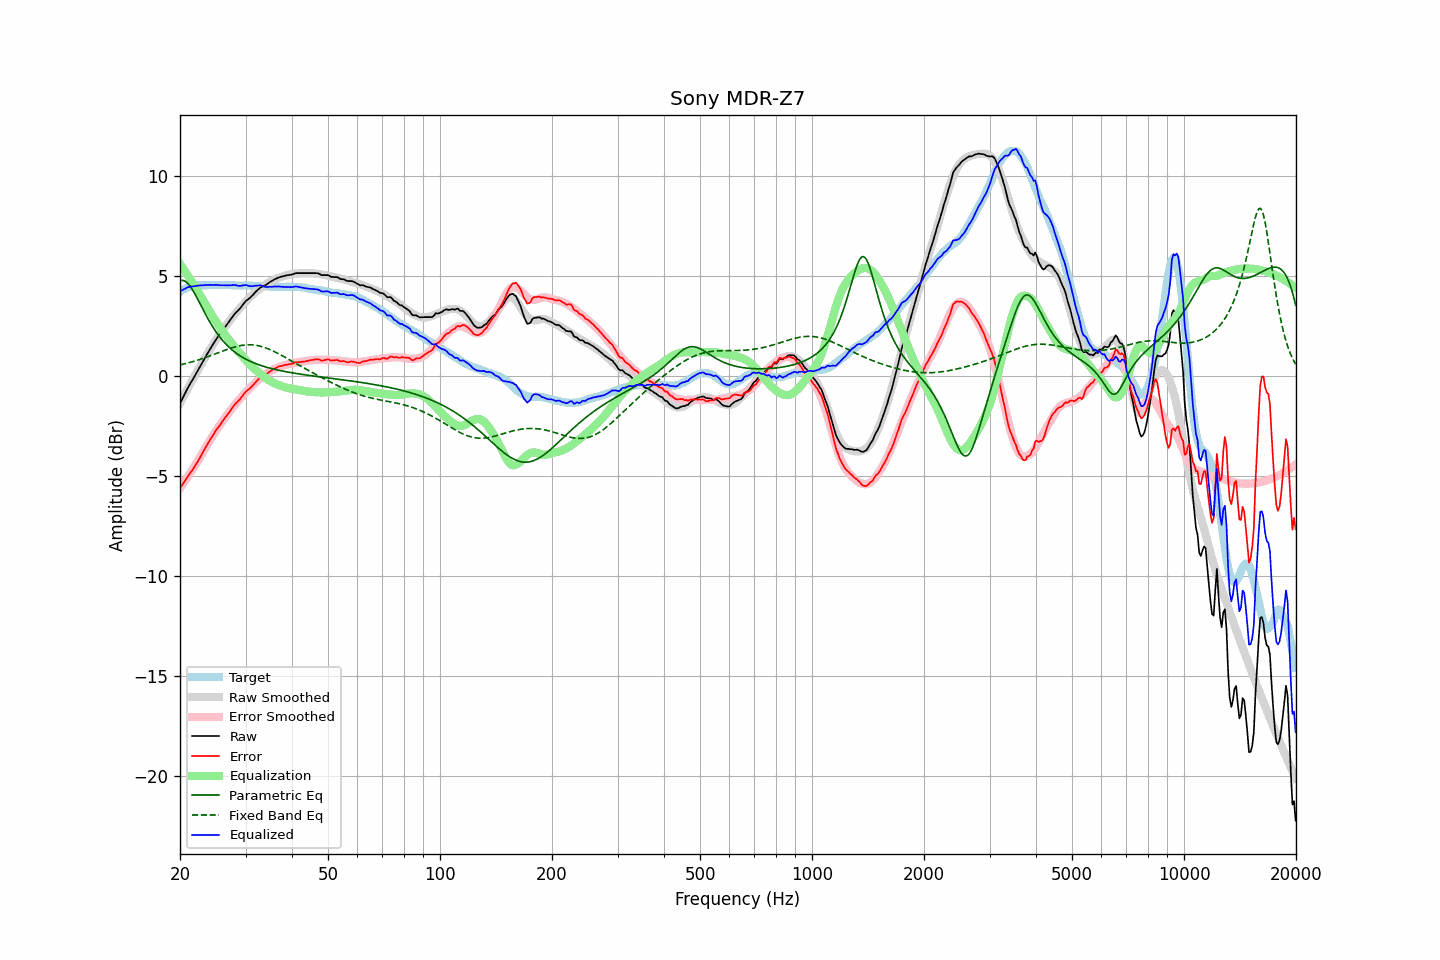 Sony MDR-Z7
Amplitude (dBr)
10
5
0
−5
−10
−15
−20
Target
Raw Smoothed
Error Smoothed
Raw
Error
Equalization
Parametric Eq
Fixed Band Eq
Equalized
20
50
100
200
500
1000
2000
5000
10000
20000
Frequency (Hz)